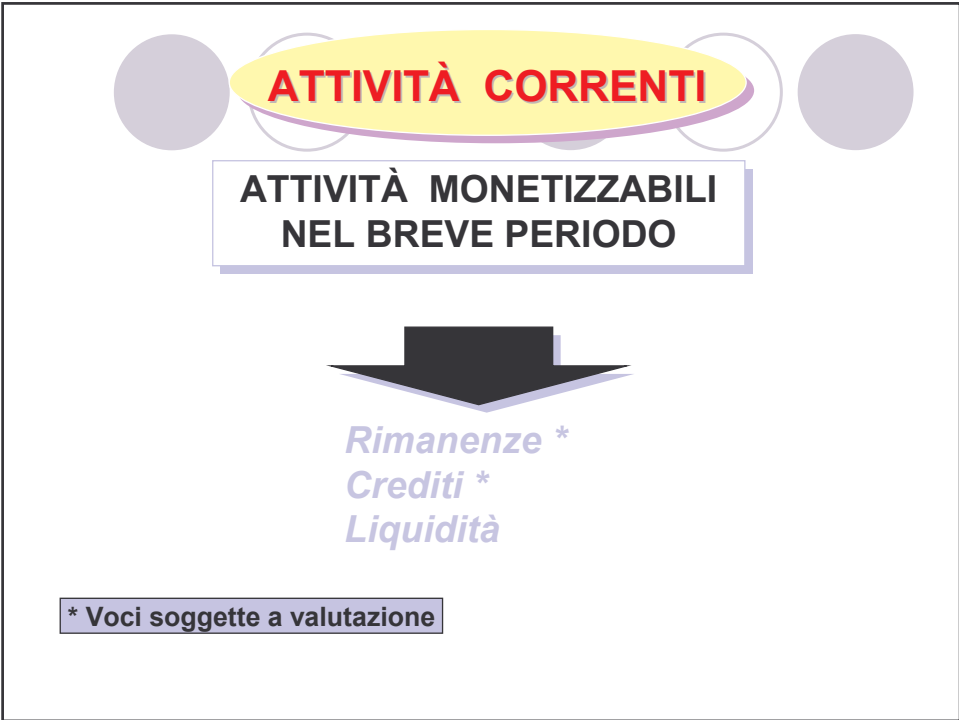 ATTIVITÀ CORRENTI
ATTIVITÀ MONETIZZABILI
NEL BREVE PERIODO
Rimanenze *
Crediti *
Liquidità
* Voci soggette a valutazione